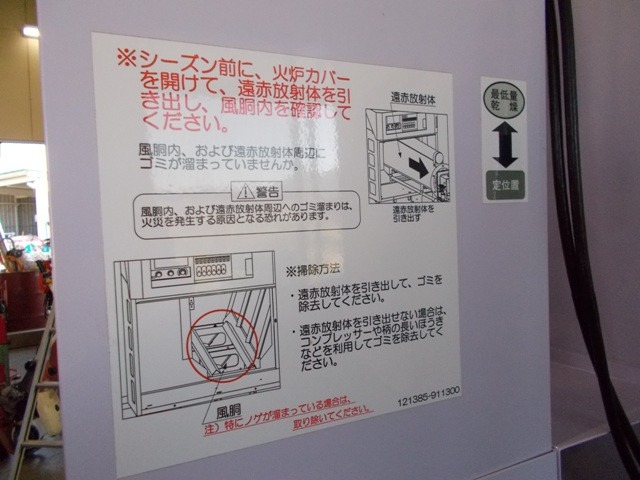 ※シーズン前に、火炉カバー
を開けて、遠赤放射体を引
き出し、風胴内を確認して
ください。
風胴内、および遠赤放射体周辺に
ゴミが溜まっていませんか。
警告
風胴内、および遠赤放射体周辺へのゴミ溜まりは、
火災を発生する原因となる恐れがあります。
遠赤放射体
遠赤放射体を
引き出す
風胴
※掃除方法
・遠赤放射体を引き出して、ゴミを
除去してください。
・遠赤放射体を引き出せない場合は、
コンプレッサーや柄の長いほうき
などを利用してゴミを除去してく
ださい。
注）特にノゲが溜まっている場合は、
取り除いてください。
121385-911300
最低量
乾燥
定位置